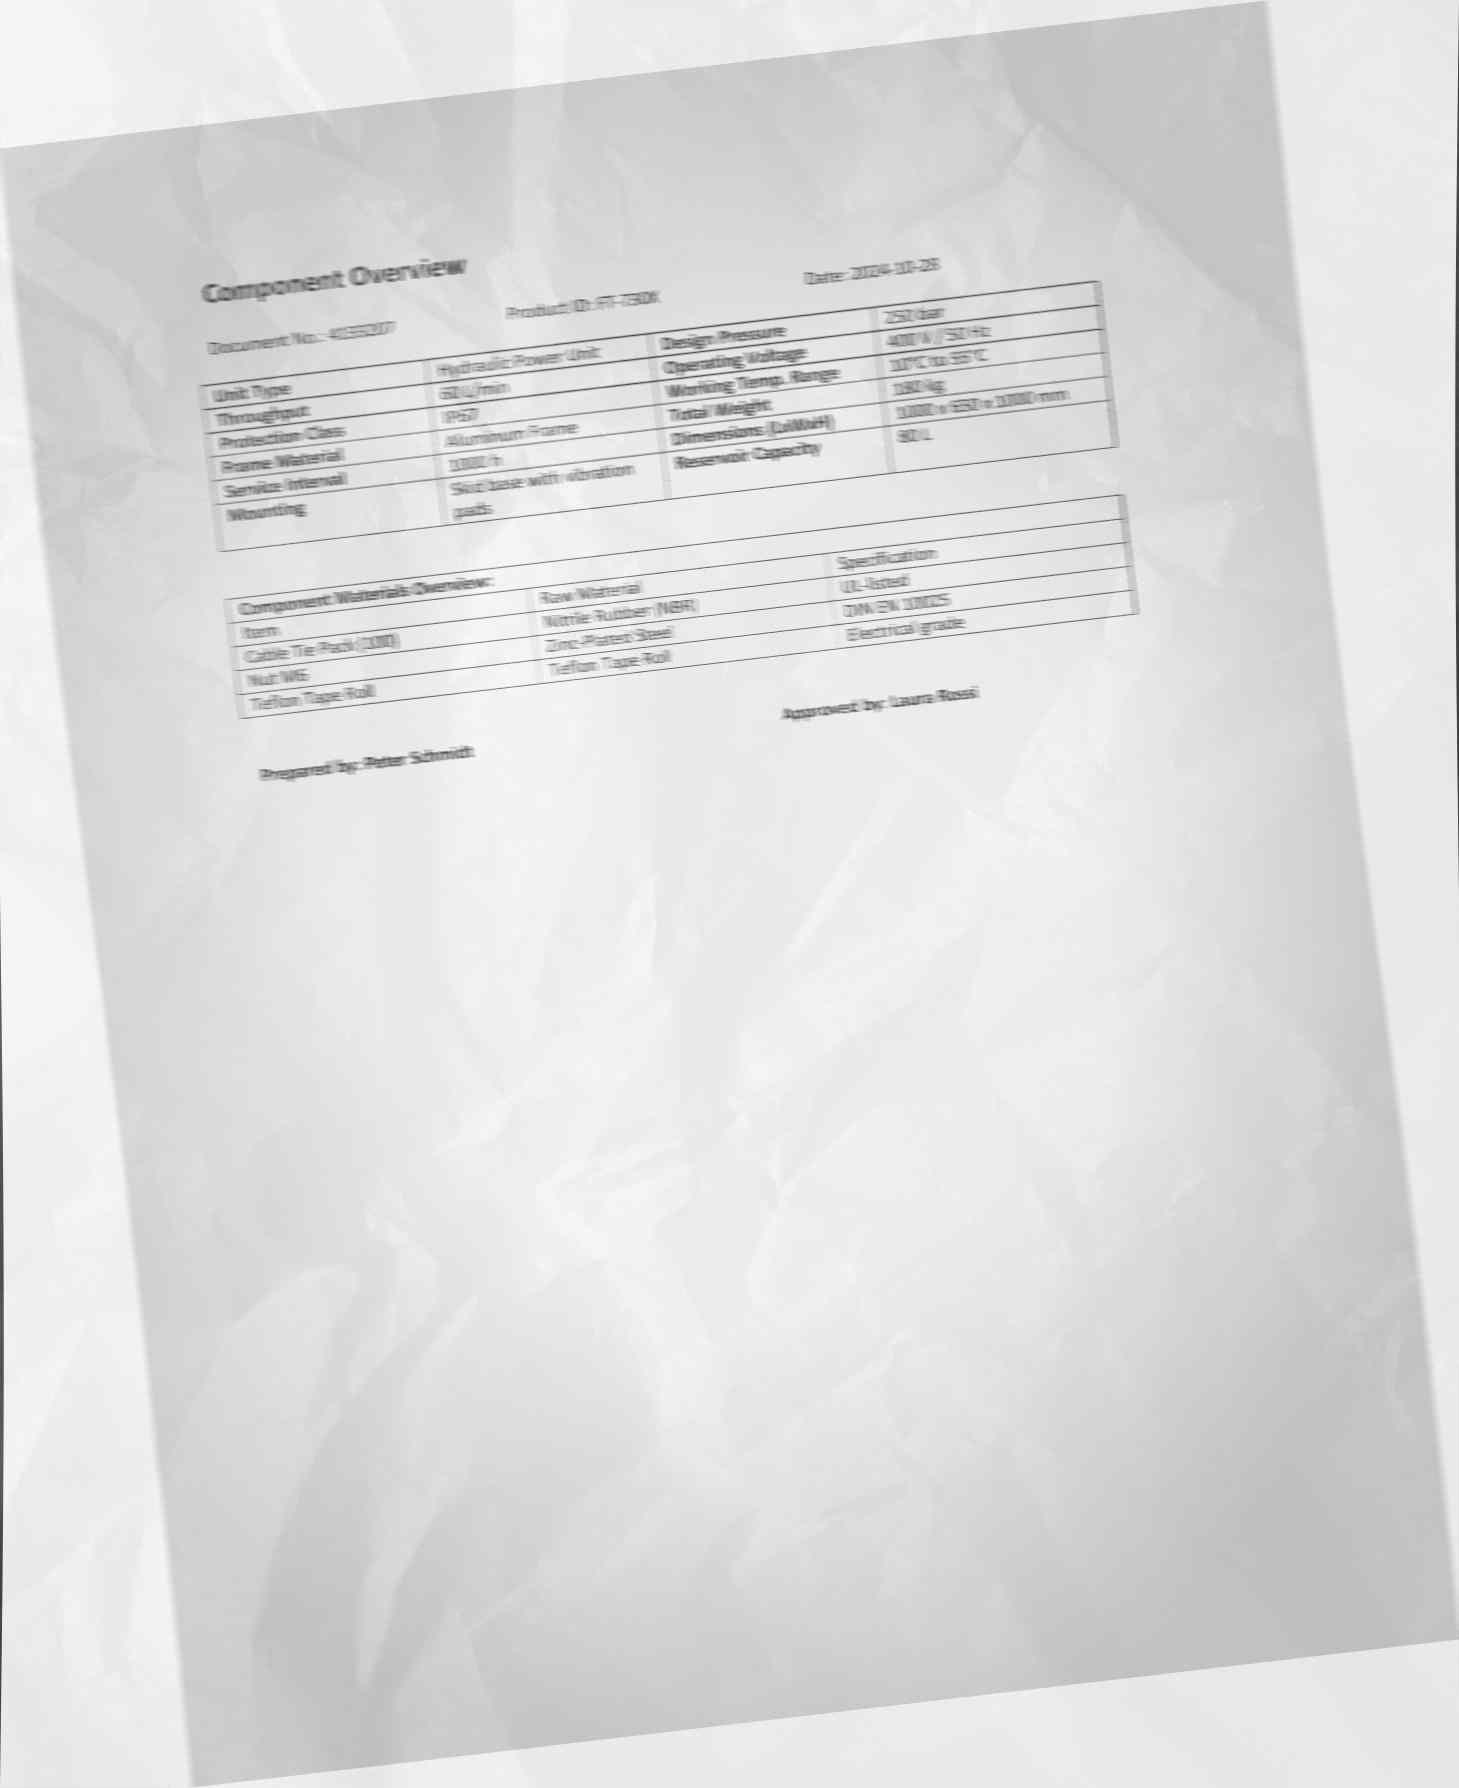 Component Overview
Document No.: Product ID: Date: 2024-10-28
Unit Type Hydraulic Power Unit Design Pressure 250 bar
Throughput 60 L/min Operating Voltage 400 V / 50 Hz
Protection Class IP67 Working Temp. Range 10°C to 55°C
Frame Material Aluminum Frame Total Weight 180 kg
Service Interval 1000 h Dimensions (LxWxH) 1000 x 650 x 1000 mm
Mounting Skid base with vibration Reservoir Capacity L
pads
Component Materials Overview:
Item Raw Material Specification
Cable Tie Pack (100) Nitrile Rubber (NBR) UL-listed
Nut M6 Zinc-Plated Steel DIN EN 10025
Teflon Tape Roll Teflon Tape Roll Electrical grade
Prepared by: Peter Schmidt Approved by: Laura Rossi